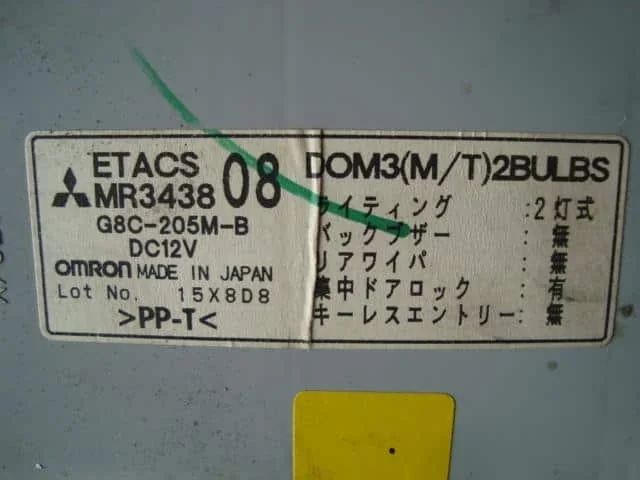 ETACS
MR343808
G8C-205M-B
DC12V
OMRON MADE IN JAPAN
Lot No. 15X8D8
>PP-T<
DOM3(M/T)2BULBS
ライティング :2灯式
バックブザー :無
リアワイパ :無
集中ドアロック:有
キーレスエントリー:無